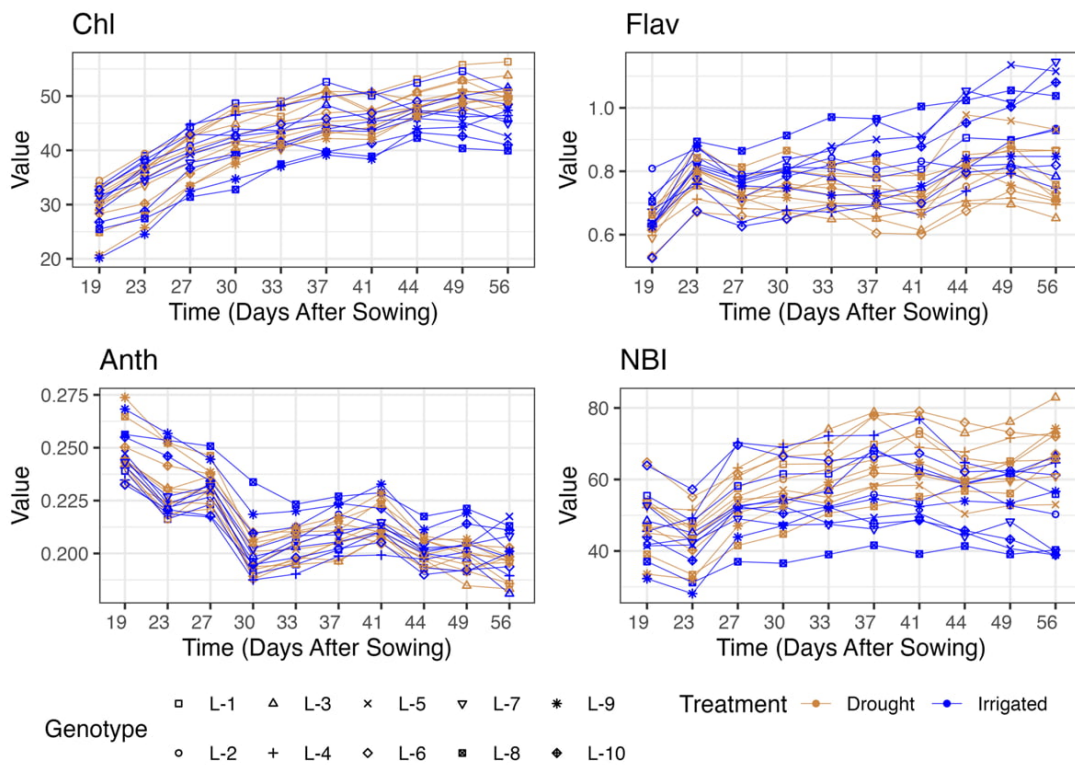 Chl
Value
50
40
30
20
19 23 27 30 33 37 41 44 49 56
Time (Days After Sowing)
Flav
Value
1.0
0.8
0.6
19 23 27 30 33 37 41 44 49 56
Time (Days After Sowing)
Anth
Value
0.275
0.250
0.225
0.200
19 23 27 30 33 37 41 44 49 56
Time (Days After Sowing)
NBI
Value
80
60
40
19 23 27 30 33 37 41 44 49 56
Time (Days After Sowing)
Genotype
L-1 L-3 L-5 L-7 L-9
L-2 L-4 L-6 L-8 L-10
Treatment Drought Irrigated